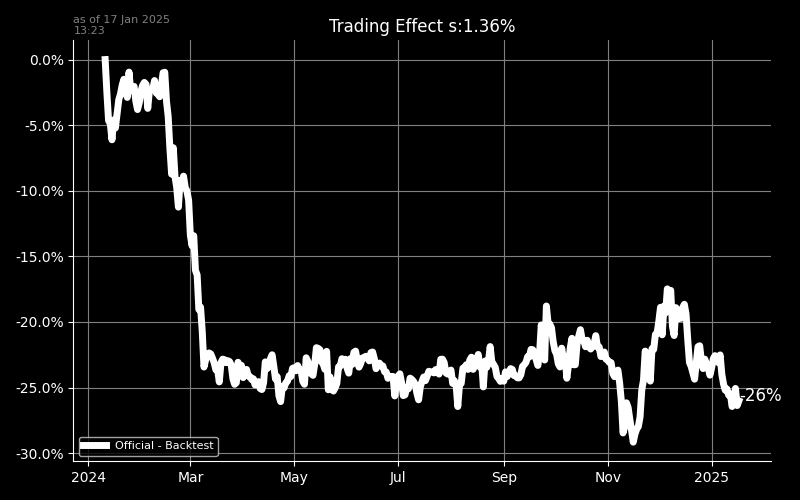 as of 17 Jan 2025
13:23
Trading Effect s:1.36%
0.0%
-5.0%
-10.0%
-15.0%
-20.0%
-25.0%
-30.0%
-26%
Official - Backtest
2024 Mar May Jul Sep Nov 2025